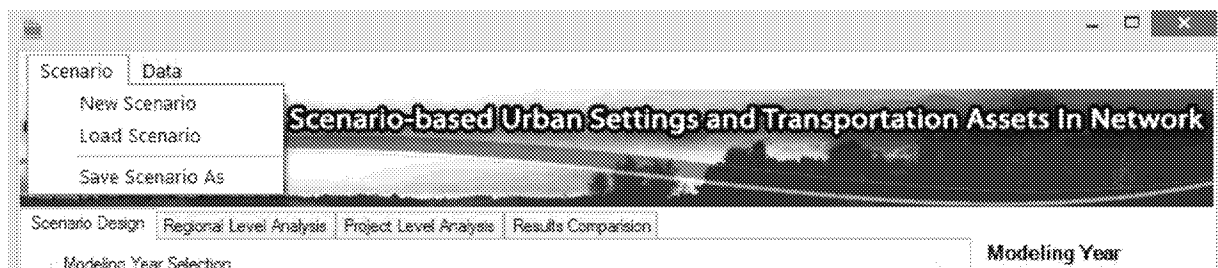 Scenario Data
New Scenario
Load Scenario
Save Scenario As
Scenario-based Urban Settings and Transportation Assets In Network
Scenario Design Regional Level Analysis Project Level Analysis Results Comparision
Modeling Year Selection
Modeling Year